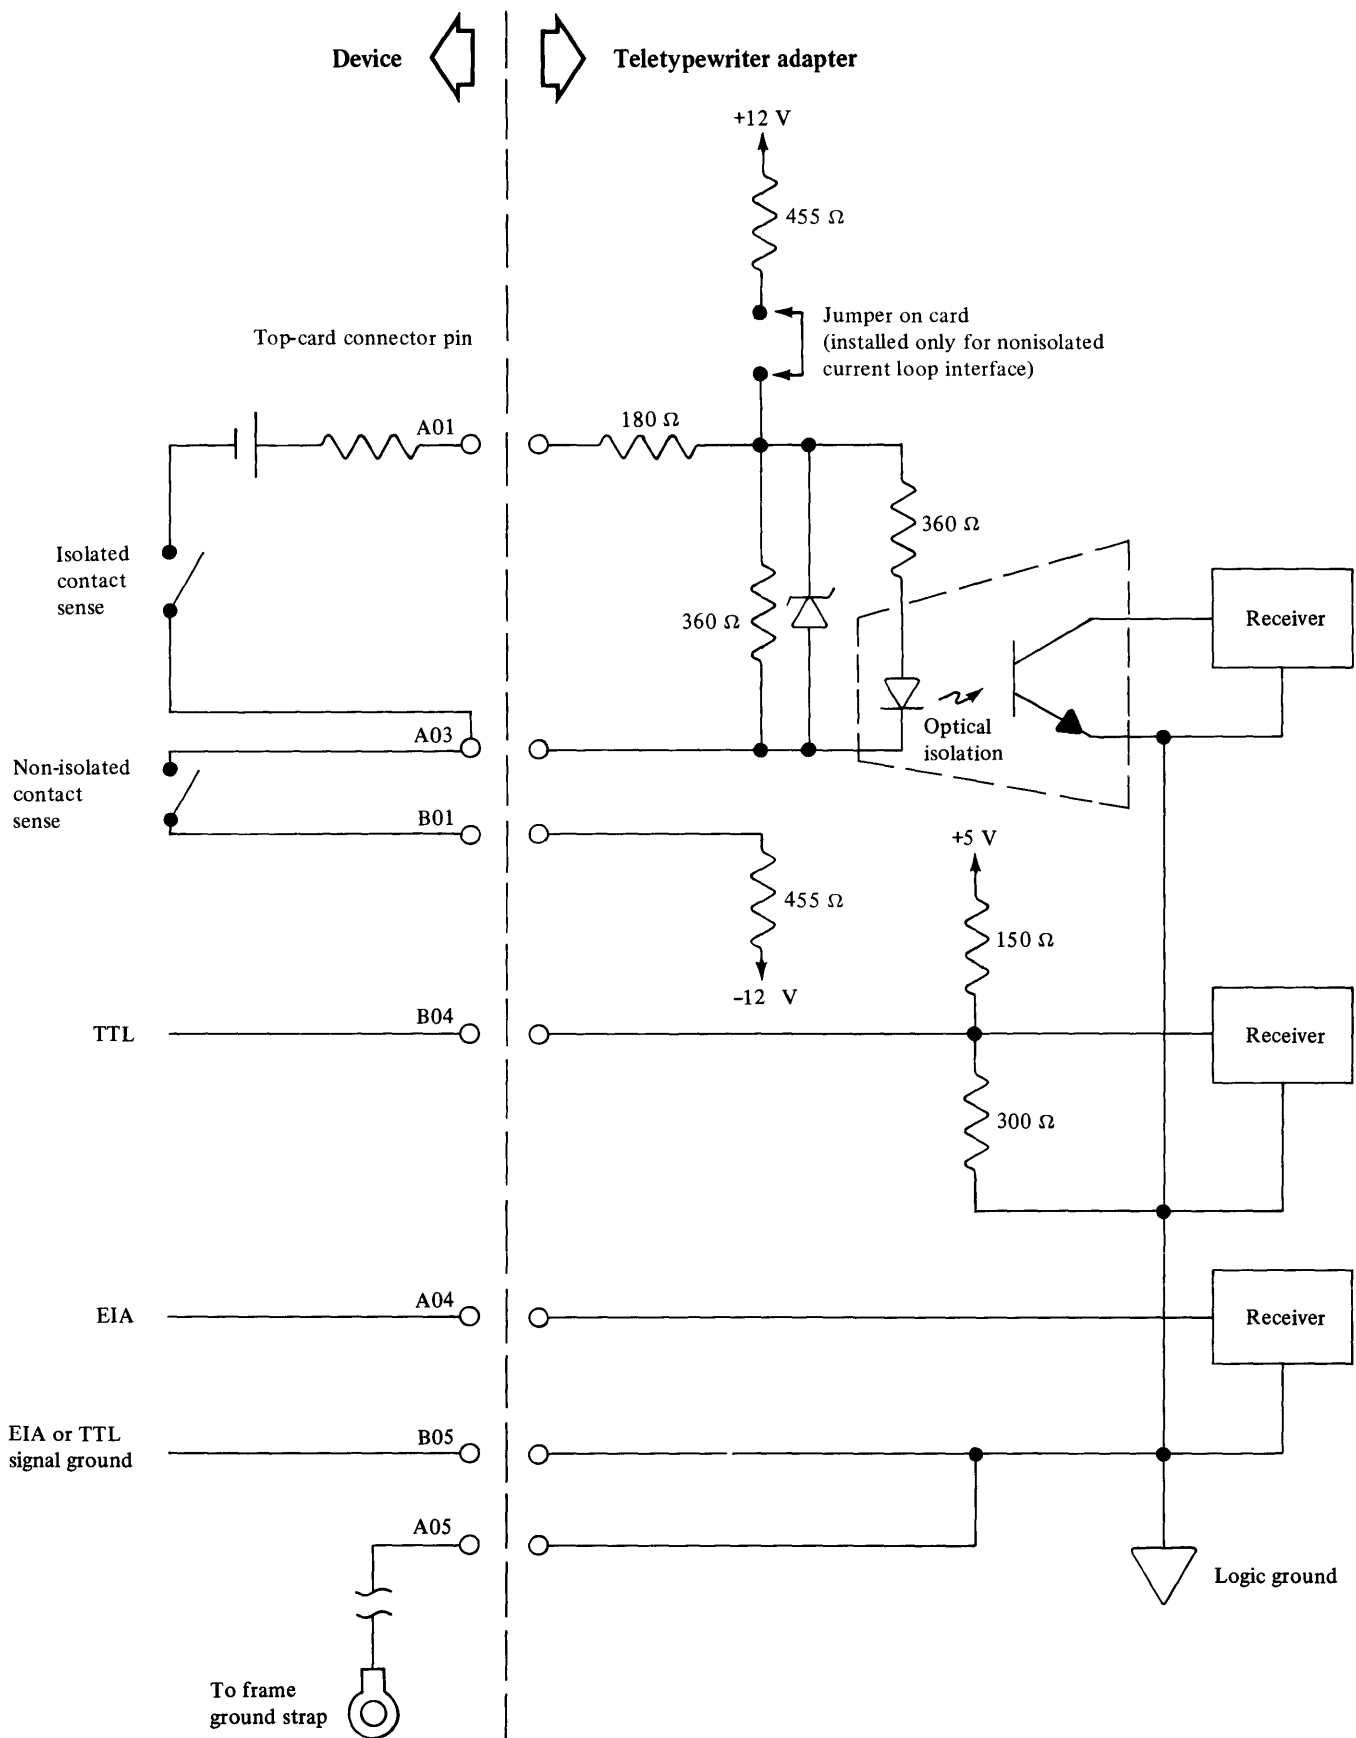 Device
Teletypewriter adapter
+12 V
455 Ω
Jumper on card
(installed only for nonisolated
current loop interface)
Top-card connector pin
A01
180 Ω
360 Ω
Isolated
contact
sense
360 Ω
Receiver
A03
Optical
isolation
Non-isolated
contact
sense
B01
+5 V
455 Ω
150 Ω
–12 V
B04
TTL
Receiver
300 Ω
A04
EIA
Receiver
EIA or TTL
signal ground
B05
A05
Logic ground
To frame
ground strap